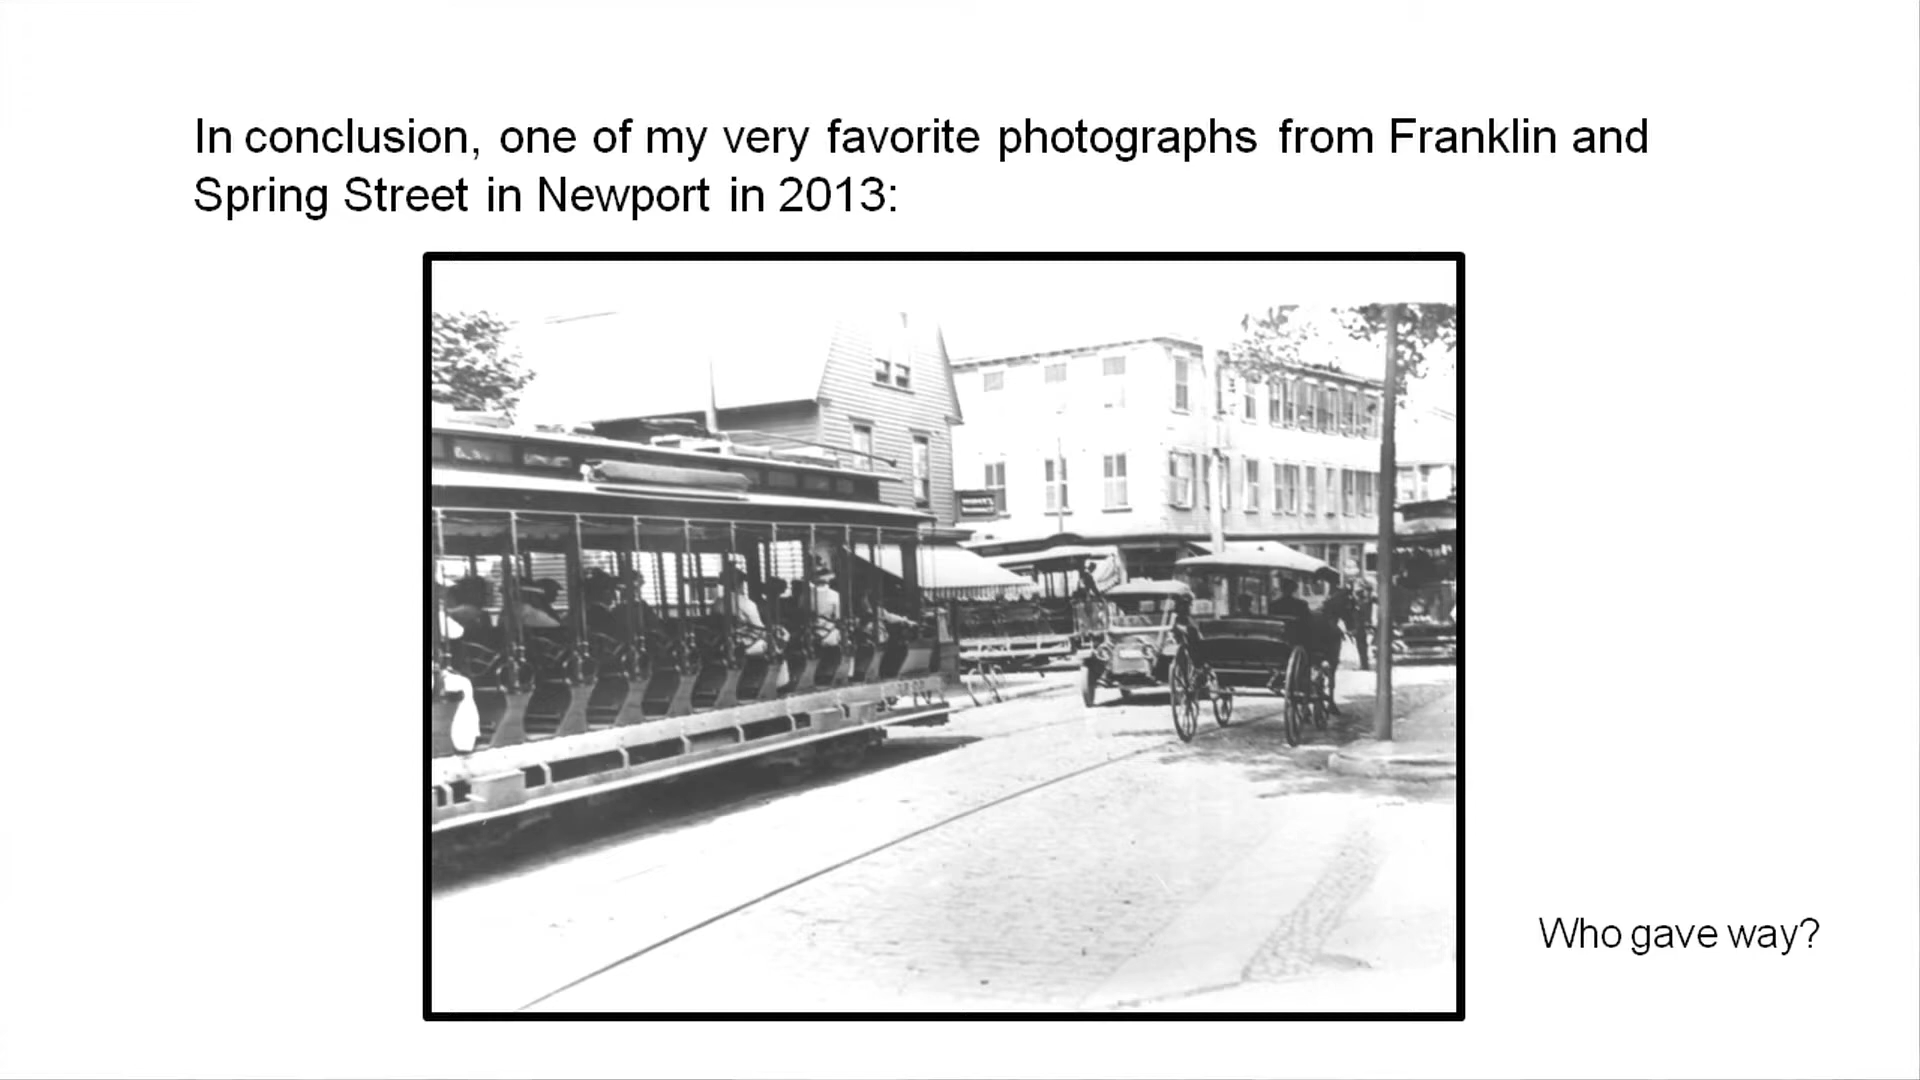 In conclusion, one of my very favorite photographs from Franklin and
Spring Street in Newport in 2013:
Who gave way?